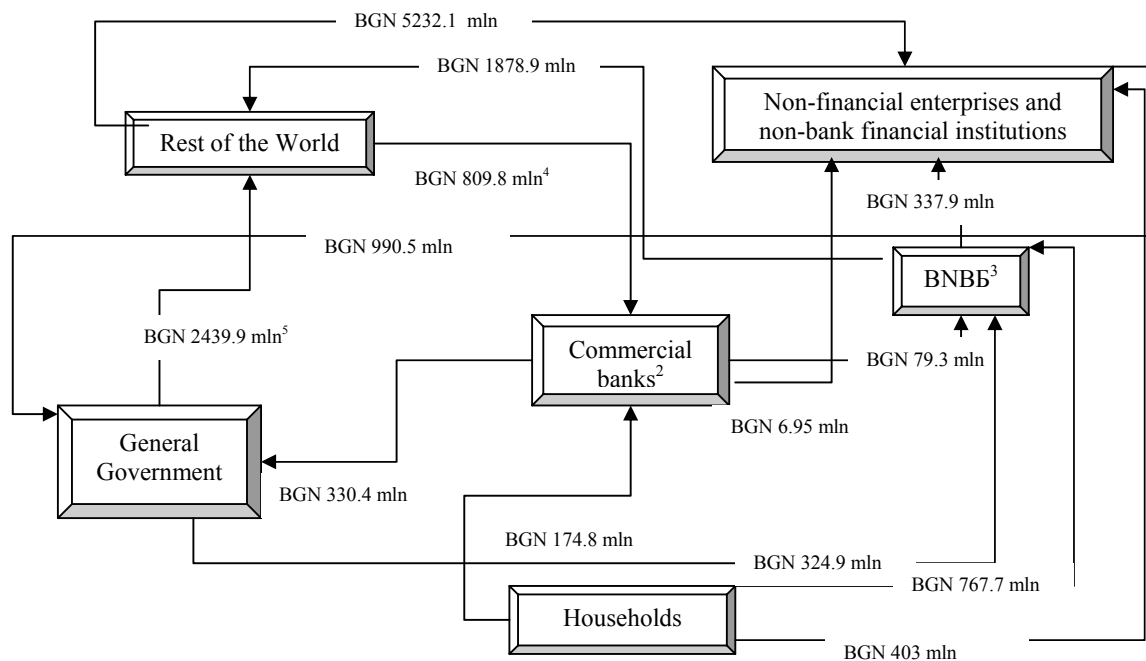 BGN 5232.1 mln
BGN 1878.9 mln
Non-financial enterprises and
non-bank financial institutions
Rest of the World
BGN 809.8 mln⁴
BGN 337.9 mln
BGN 990.5 mln
BNBБ³
BGN 2439.9 mln⁵
Commercial
banks²
BGN 79.3 mln
General
Government
BGN 6.95 mln
BGN 330.4 mln
BGN 174.8 mln
BGN 324.9 mln
BGN 767.7 mln
Households
BGN 403 mln